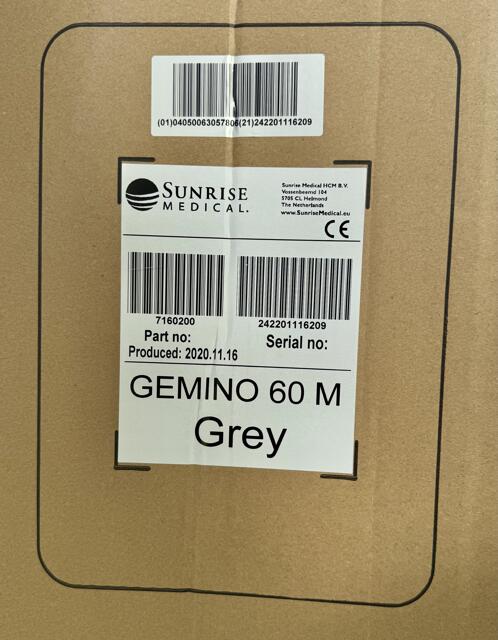 (01)04050063057806(21)242201116209
SUNRISE
MEDICAL.
Sunrise Medical HCM B.V.
Vossenbeemd 104
5705 CL Helmond
The Netherlands
www.SunriseMedical.eu
CE
7160200
242201116209
Part no:
Serial no:
Produced: 2020.11.16
GEMINO 60 M
Grey